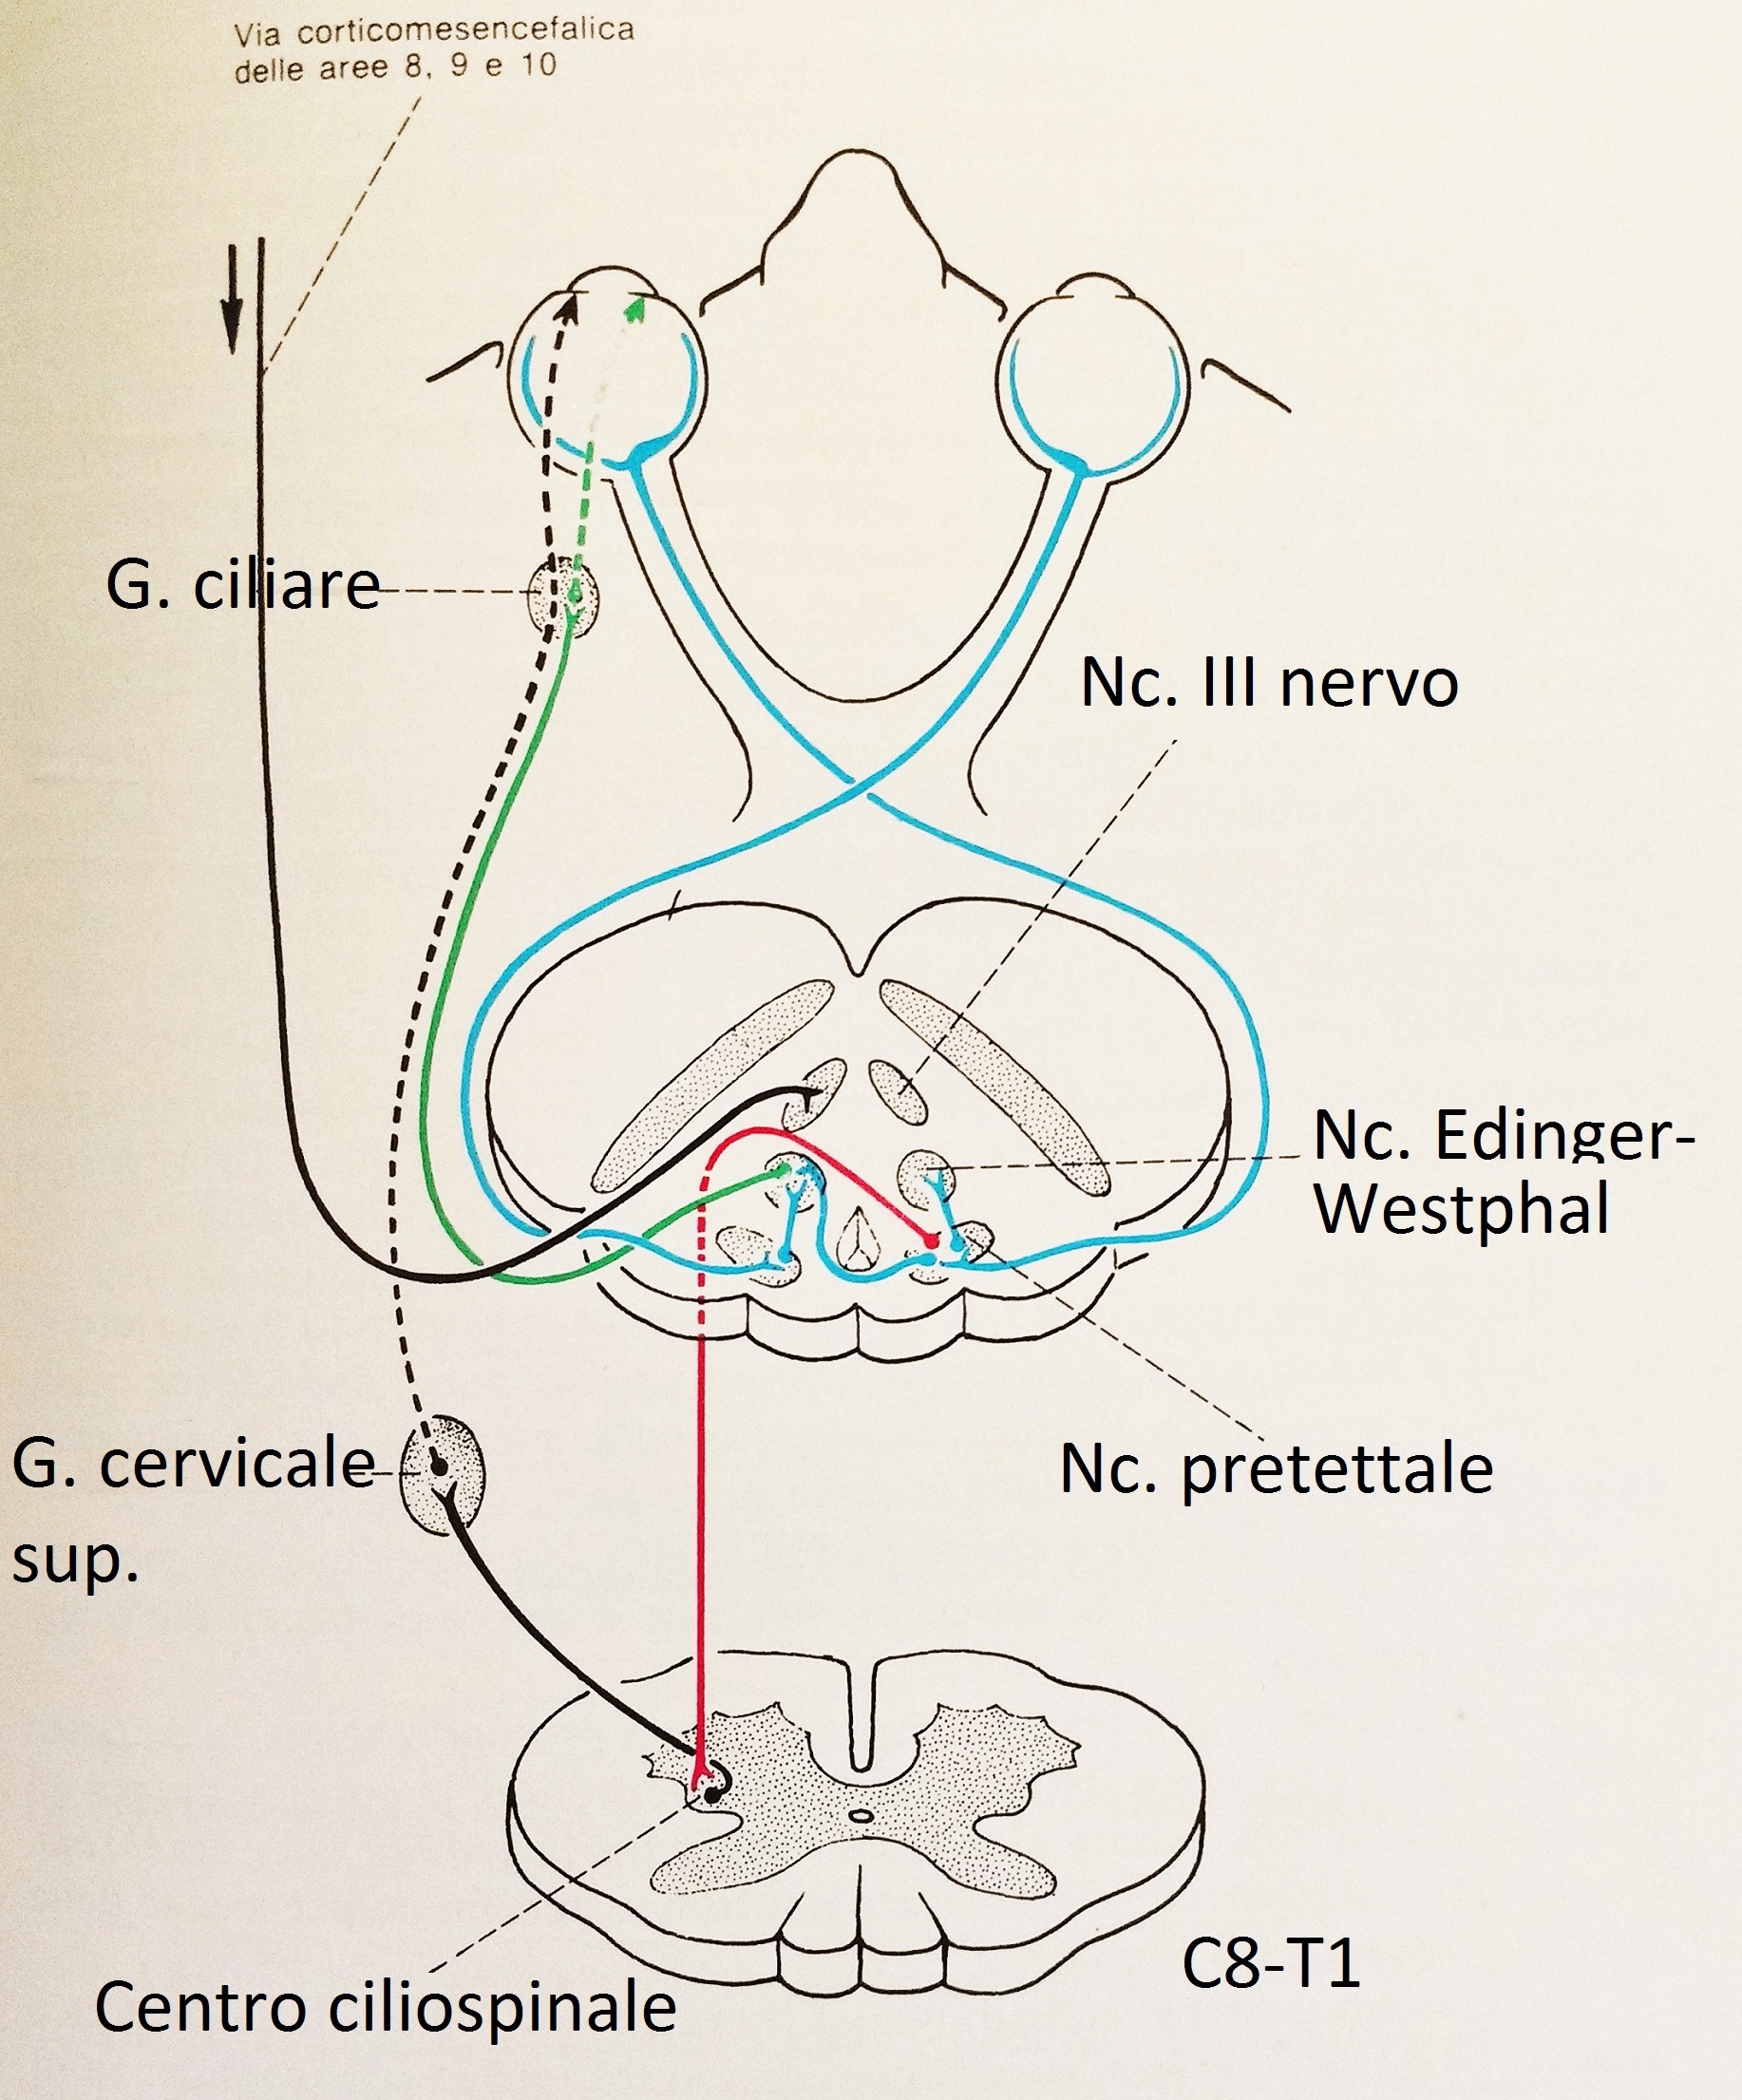 Via corticomesencefalica
delle aree 8, 9 e 10
G. ciliare
Nc. III nervo
Nc. Edinger-
Westphal
G. cervicale
sup.
Nc. pretettale
C8-T1
Centro ciliospinale